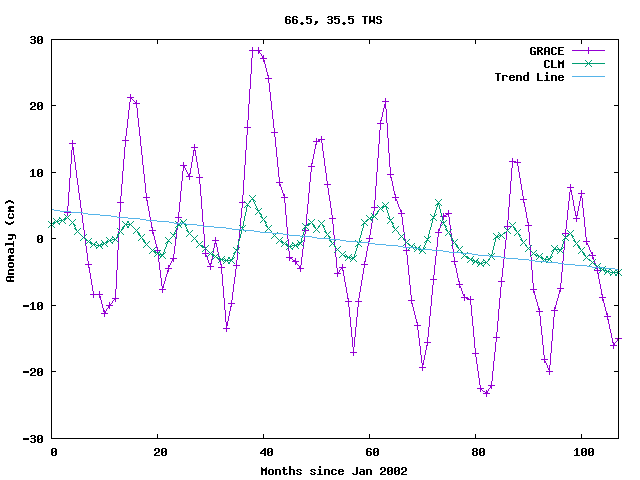 66.5, 35.5 TWS
GRACE
CLM
Trend Line
30
20
10
0
-10
-20
-30
Anomaly (cm)
0 20 40 60 80 100
Months since Jan 2002